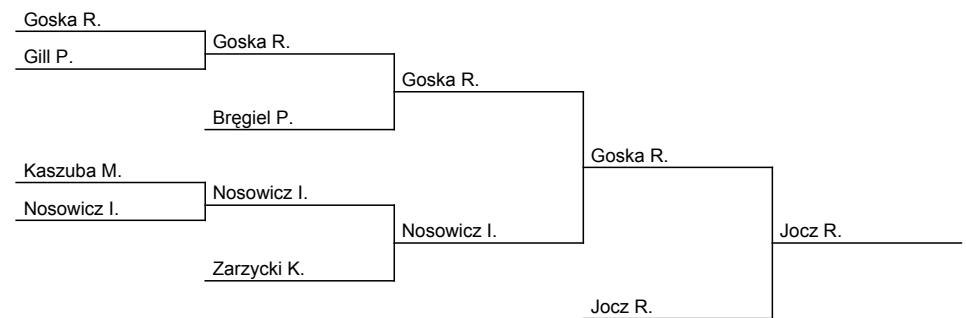 Goska R.
Goska R.
Gill P.
Goska R.
Bręgiel P.
Goska R.
Kaszuba M.
Nosowicz I.
Nosowicz I.
Nosowicz I.
Jocz R.
Zarzycki K.
Jocz R.